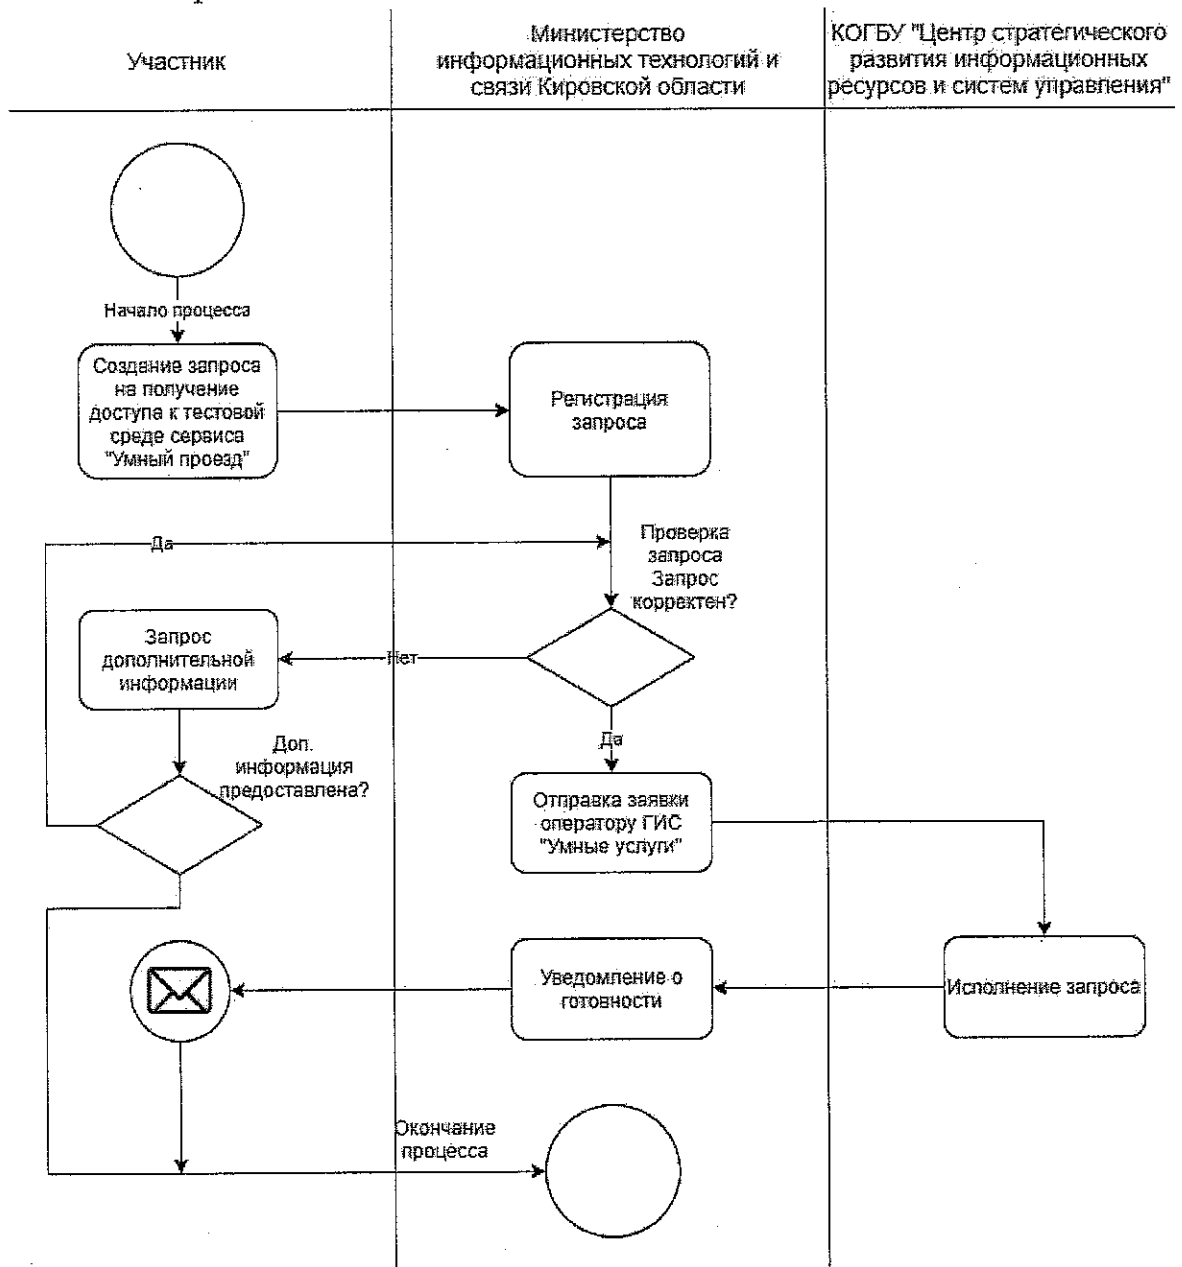 Участник
Министерство
информационных технологий и
связи Кировской области
КОГБУ "Центр стратегического
развития информационных
ресурсов и систем управления"
Начало процесса
Создание запроса
на получение
доступа к тестовой
среде сервиса
"Умный проезд"
Регистрация
запроса
Да
Проверка
запроса
Запрос
корректен?
Запрос
дополнительной
информации
Нет
Доп.
информация
предоставлена?
Да
Отправка заявки
оператору ГИС
"Умные услуги"
Уведомление о
готовности
Исполнение запроса
Окончание
процесса